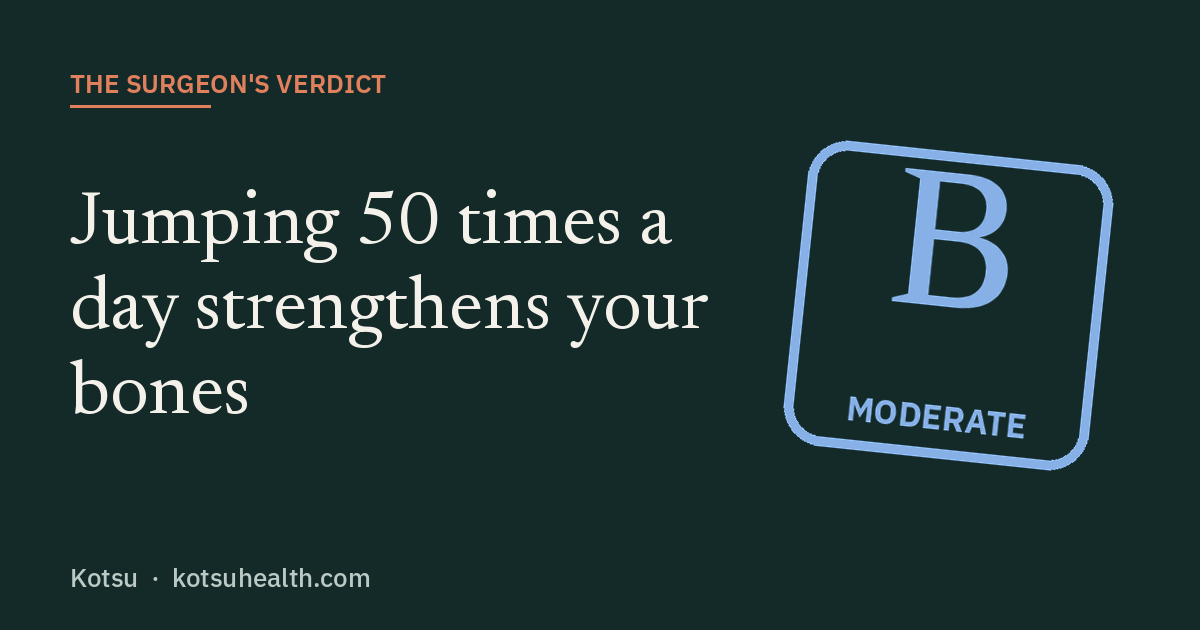 THE SURGEON'S VERDICT
Jumping 50 times a
day strengthens your
bones
B
MODERATE
Kotsu · kotsuhealth.com